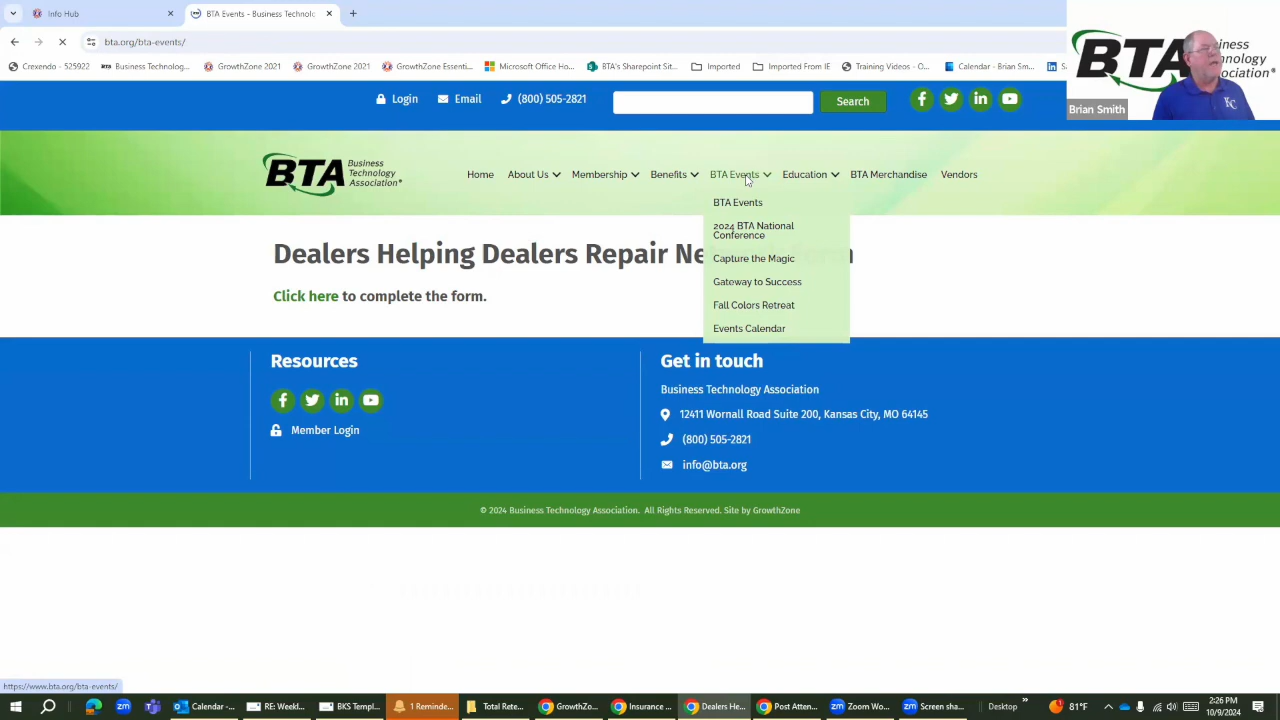 Info Hub
BTA Events - Business Technolo
bta.org/bta-events/
Crexendo - 525922
Business Technolog...
GrowthZone 2021
GrowthZone 2021
GrowthZone Essenti...
Microsoft Office Ho...
BTA's Sharepoint Sit...
Imported
Imported From IE
Training Videos - O...
Calendar - Brian Sm...
BTA Business
Technology
Association®
Brian Smith
Login
Email
(800) 505-2821
Search
BTA Business
Technology
Association®
Home
About Us
Membership
Benefits
BTA Events
Education
BTA Merchandise
Vendors
BTA Events
2024 BTA National
Conference
Capture the Magic
Gateway to Success
Fall Colors Retreat
Events Calendar
Dealers Helping Dealers Repair
Click here to complete the form.
Resources
Member Login
Get in touch
Business Technology Association
12411 Wornall Road Suite 200, Kansas City, MO 64145
(800) 505-2821
info@bta.org
© 2024 Business Technology Association. All Rights Reserved. Site by GrowthZone
https://www.bta.org/bta-events/
Calendar -...
RE: Weekl...
BKS Templ...
1 Reminde...
Total Rete...
GrowthZo...
Insurance ...
Dealers He...
Post Atten...
Zoom Wo...
Screen sha...
Desktop
81°F
2:26 PM
10/9/2024